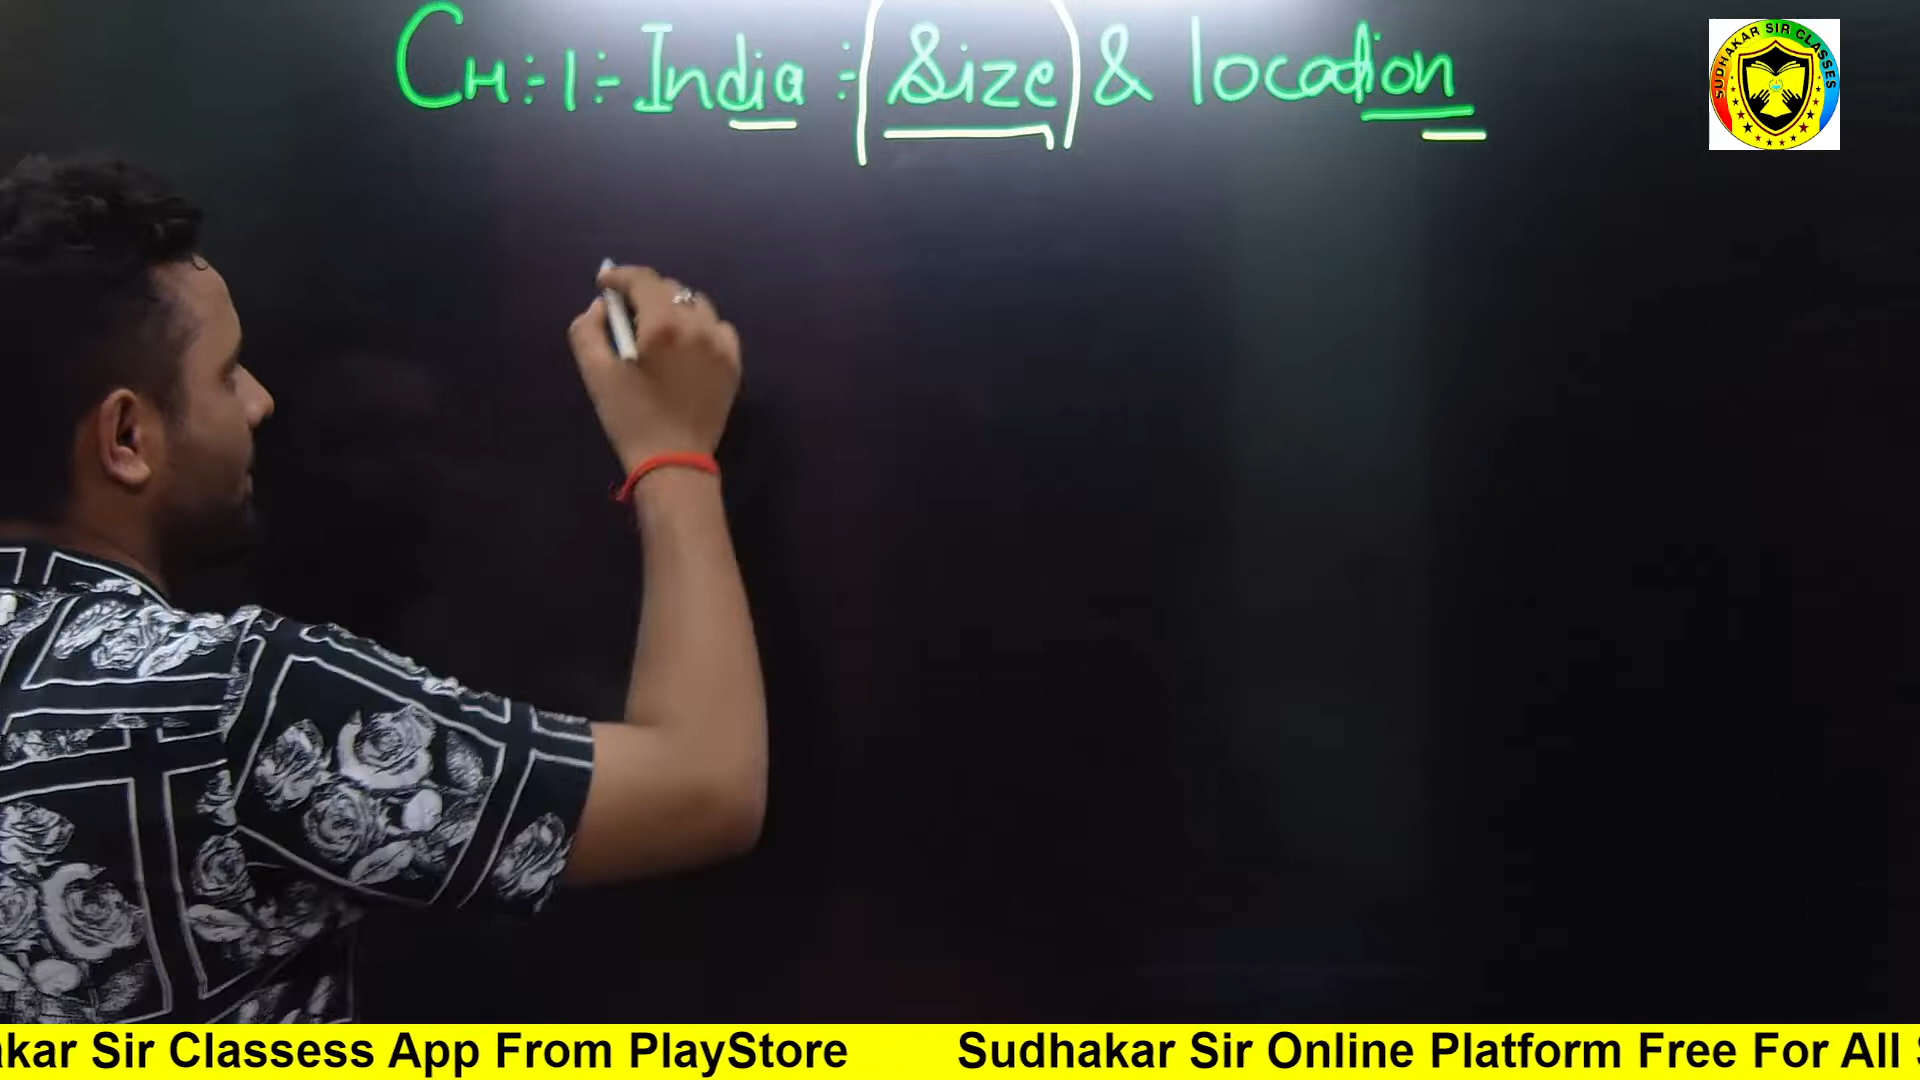 CH:-1:- India :- Size & location
SUDHAKAR SIR CLASSES
akar Sir Classess App From PlayStore Sudhakar Sir Online Platform Free For All S